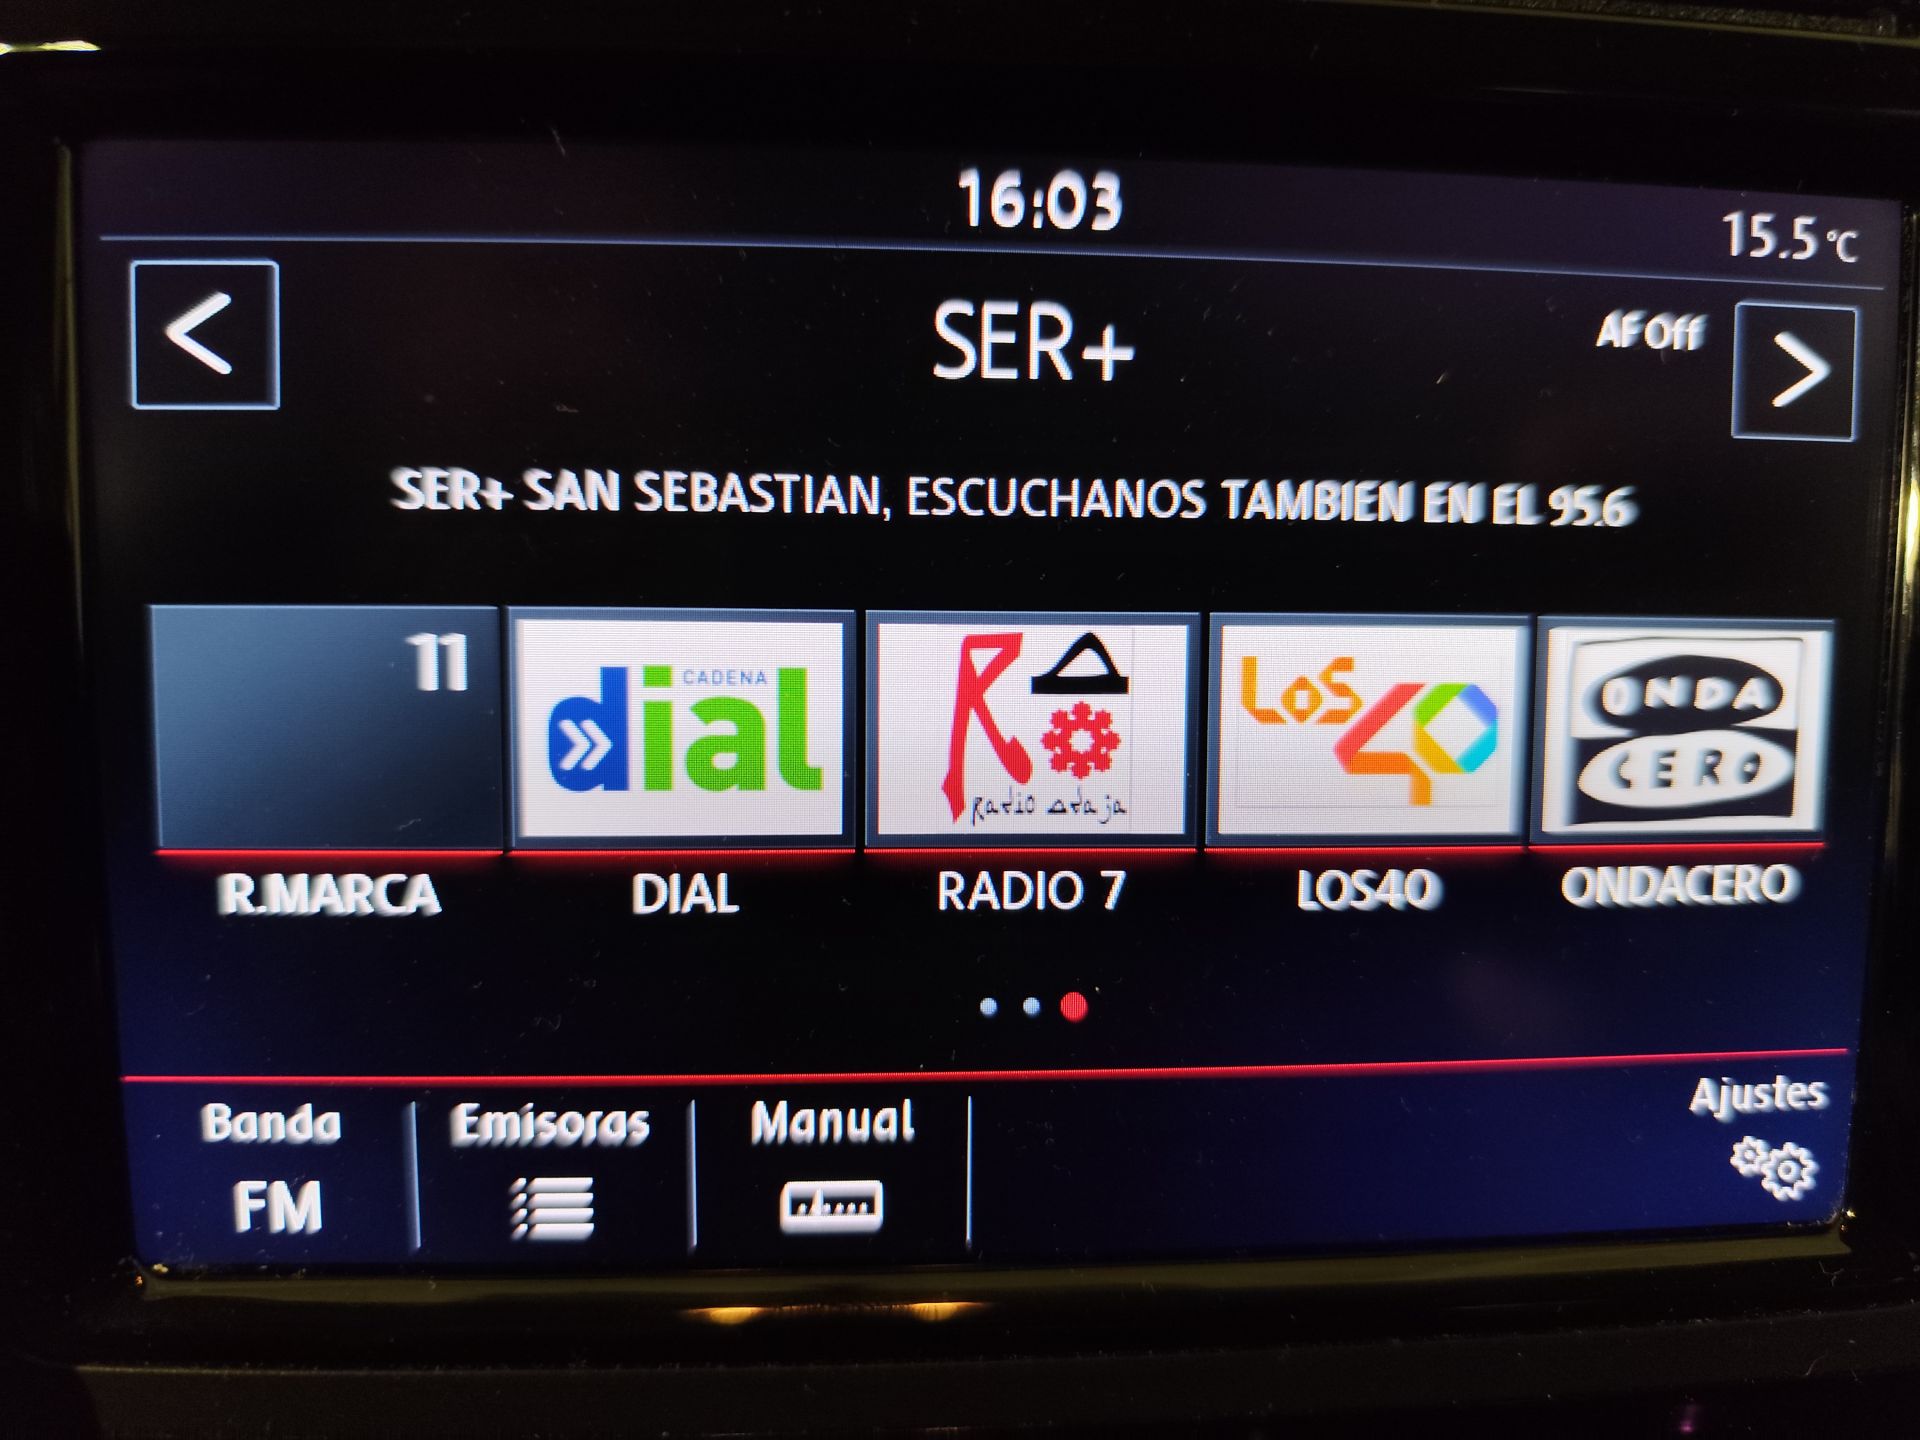 16:03
15.5 °C
SER+
AF Off
SER+ SAN SEBASTIAN, ESCUCHANOS TAMBIEN EN EL 95.6
11
CADENA
dial
R
radio adaja
Los 40
ONDA
CERO
R.MARCA
DIAL
RADIO 7
LOS40
ONDACERO
Banda
FM
Emisoras
Manual
Ajustes